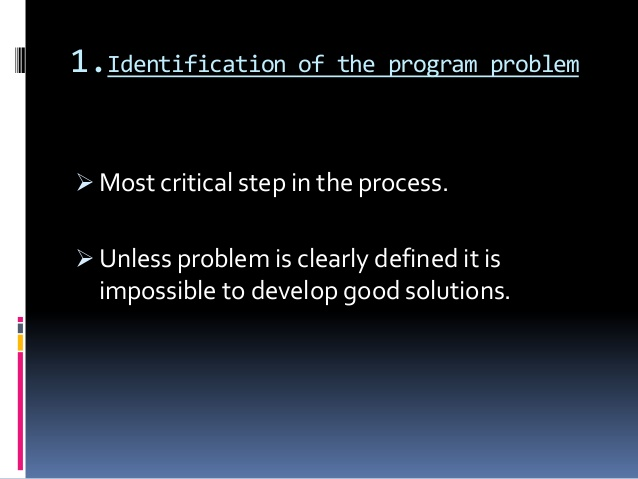 1.Identification of the program problem
➢ Most critical step in the process.
➢ Unless problem is clearly defined it is
impossible to develop good solutions.